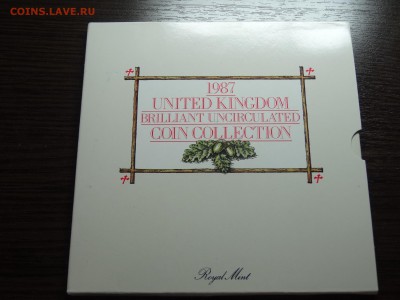 COINS.LAVE.RU
1987
UNITED KINGDOM
BRILLIANT UNCIRCULATED
COIN COLLECTION
Royal Mint